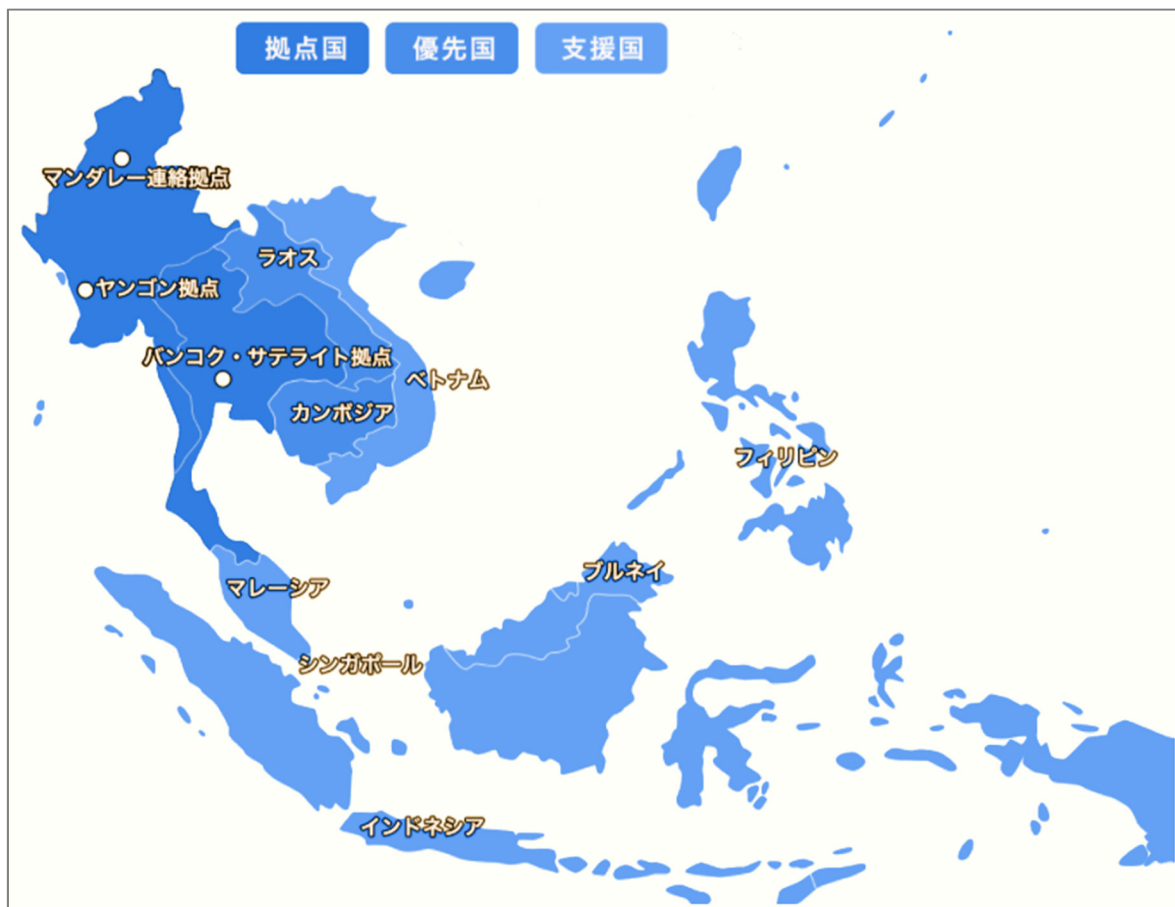 拠点国
優先国
支援国
マンダレー連絡拠点
ラオス
ヤンゴン拠点
バンコク・サテライト拠点
ベトナム
カンボジア
フィリピン
ブルネイ
マレーシア
シンガポール
インドネシア